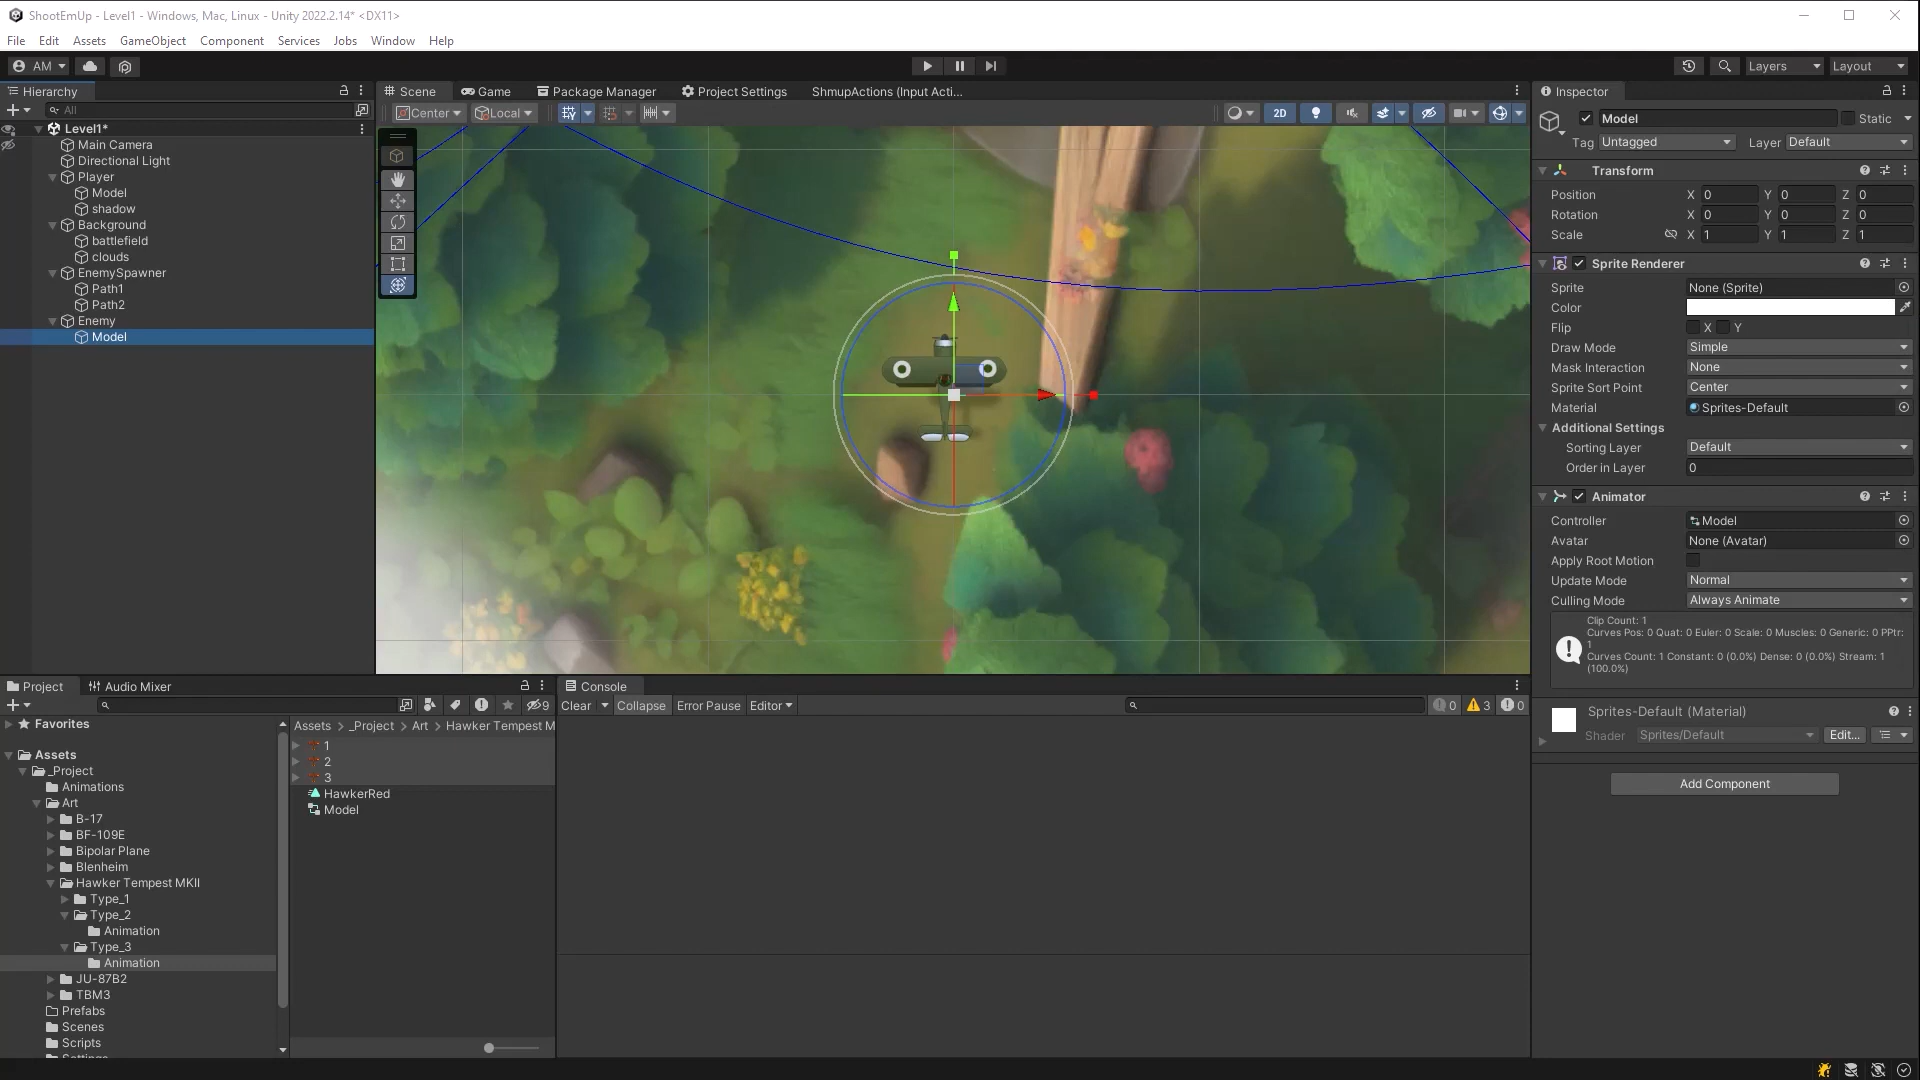 ShootEmUp - Level1 - Windows, Mac, Linux - Unity 2022.2.14* <DX11>
File Edit Assets GameObject Component Services Jobs Window Help
AM
Layers
Layout
Hierarchy
All
Level1*
Main Camera
Directional Light
Player
Model
shadow
Background
battlefield
clouds
EnemySpawner
Path1
Path2
Enemy
Model
Scene Game Package Manager Project Settings ShmupActions (Input Acti...
Center Local 2D
Inspector
Model Static
Tag Untagged Layer Default
Transform
Position X 0 Y 0 Z 0
Rotation X 0 Y 0 Z 0
Scale X 1 Y 1 Z 1
Sprite Renderer
Sprite None (Sprite)
Color
Flip X Y
Draw Mode Simple
Mask Interaction None
Sprite Sort Point Center
Material Sprites-Default
Additional Settings
Sorting Layer Default
Order in Layer 0
Animator
Controller Model
Avatar None (Avatar)
Apply Root Motion
Update Mode Normal
Culling Mode Always Animate
Clip Count: 1
Curves Pos: 0 Quat: 0 Euler: 0 Scale: 0 Muscles: 0 Generic: 0 PPtr:
1
Curves Count: 1 Constant: 0 (0.0%) Dense: 0 (0.0%) Stream: 1
(100.0%)
Sprites-Default (Material)
Shader Sprites/Default Edit...
Add Component
Project Audio Mixer
9
Favorites
Assets
_Project
Animations
Art
B-17
BF-109E
Bipolar Plane
Blenheim
Hawker Tempest MKII
Type_1
Type_2
Animation
Type_3
Animation
JU-87B2
TBM3
Prefabs
Scenes
Scripts
Assets > _Project > Art > Hawker Tempest M
1
2
3
HawkerRed
Model
Console
Clear Collapse Error Pause Editor
0 3 0